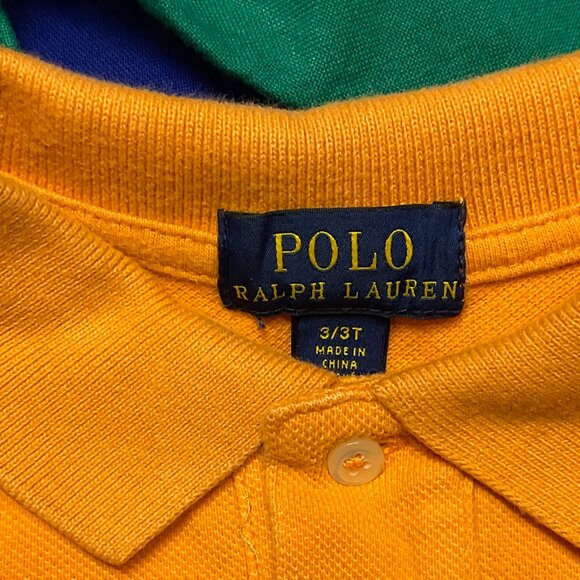 POLO
RALPH LAUREN
3/3T
MADE IN
CHINA